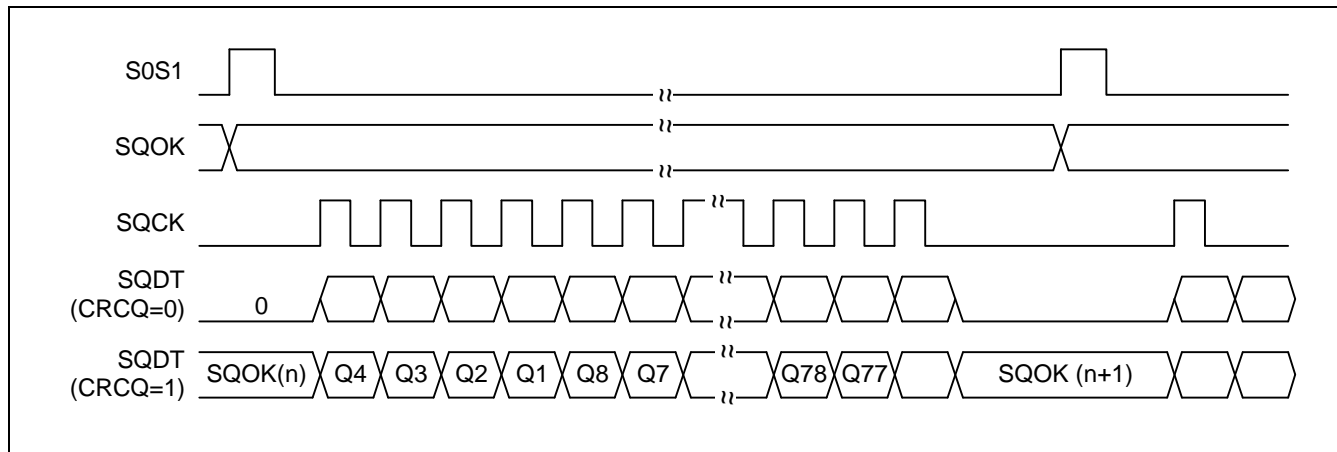 S0S1
SQOK
SQCK
SQDT
(CRCQ=0)
0
SQDT
(CRCQ=1)
SQOK(n)
Q4
Q3
Q2
Q1
Q8
Q7
Q78
Q77
SQOK (n+1)